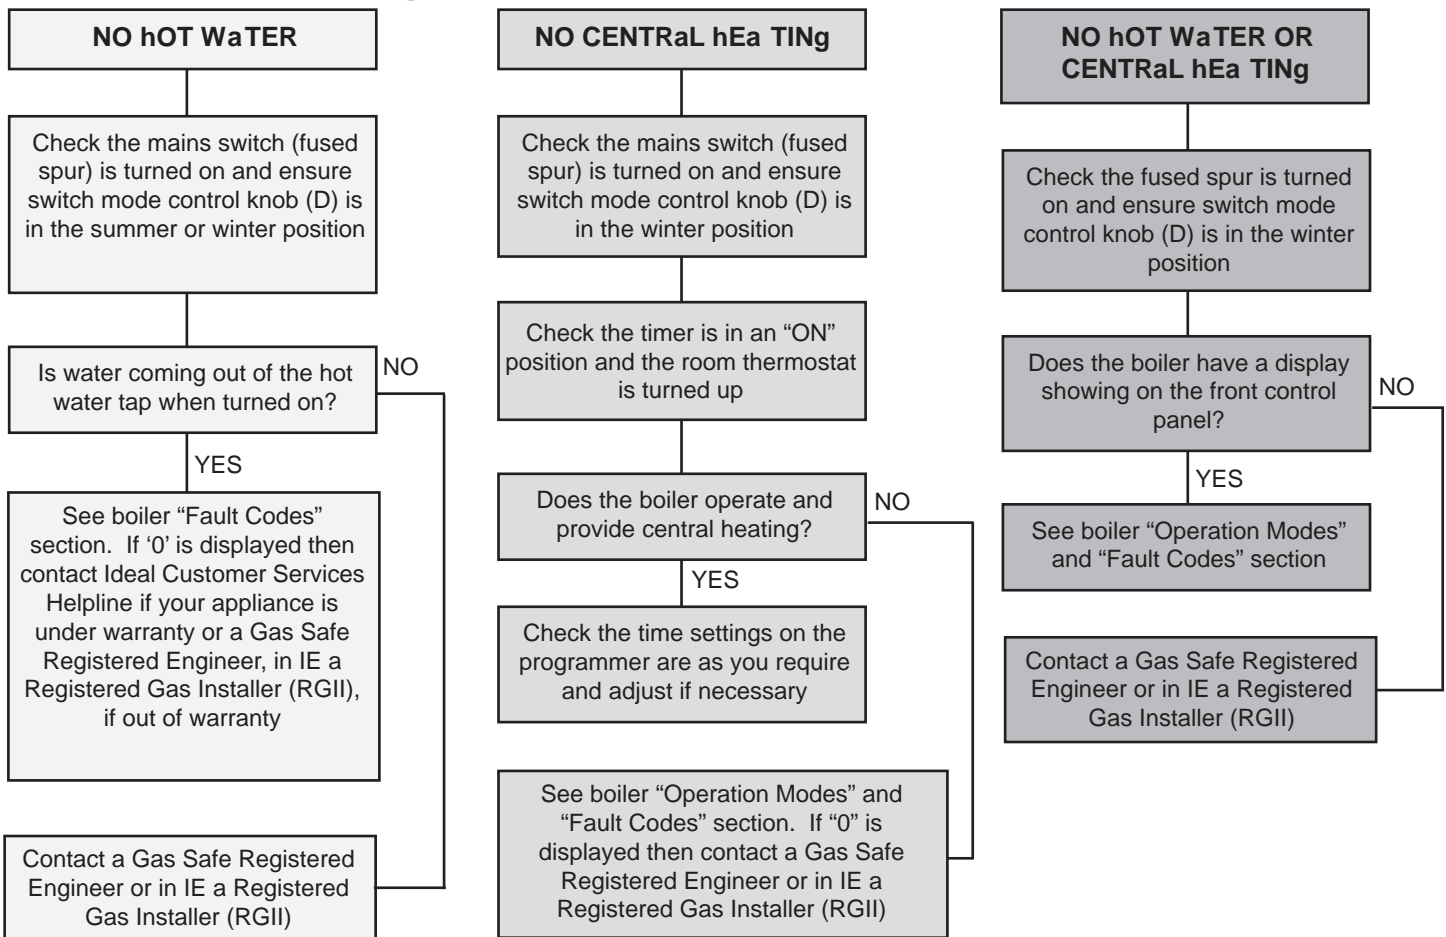 NO hOT WaTER
Check the mains switch (fused
spur) is turned on and ensure
switch mode control knob (D) is
in the summer or winter position
Is water coming out of the hot
water tap when turned on?
NO
YES
See boiler “Fault Codes”
section.  If ‘0’ is displayed then
contact Ideal Customer Services
Helpline if your appliance is
under warranty or a Gas Safe
Registered Engineer, in IE a
Registered Gas Installer (RGII),
if out of warranty
Contact a Gas Safe Registered
Engineer or in IE a Registered
Gas Installer (RGII)
NO CENTRaL hEa TINg
Check the mains switch (fused
spur) is turned on and ensure
switch mode control knob (D) is
in the winter position
Check the timer is in an “ON”
position and the room thermostat
is turned up
Does the boiler operate and
provide central heating?
NO
YES
Check the time settings on the
programmer are as you require
and adjust if necessary
See boiler “Operation Modes” and
“Fault Codes” section.  If “0” is
displayed then contact a Gas Safe
Registered Engineer or in IE a
Registered Gas Installer (RGII)
NO hOT WaTER OR
CENTRaL hEa TINg
Check the fused spur is turned
on and ensure switch mode
control knob (D) is in the winter
position
Does the boiler have a display
showing on the front control
panel?
NO
YES
See boiler “Operation Modes”
and “Fault Codes” section
Contact a Gas Safe Registered
Engineer or in IE a Registered
Gas Installer (RGII)